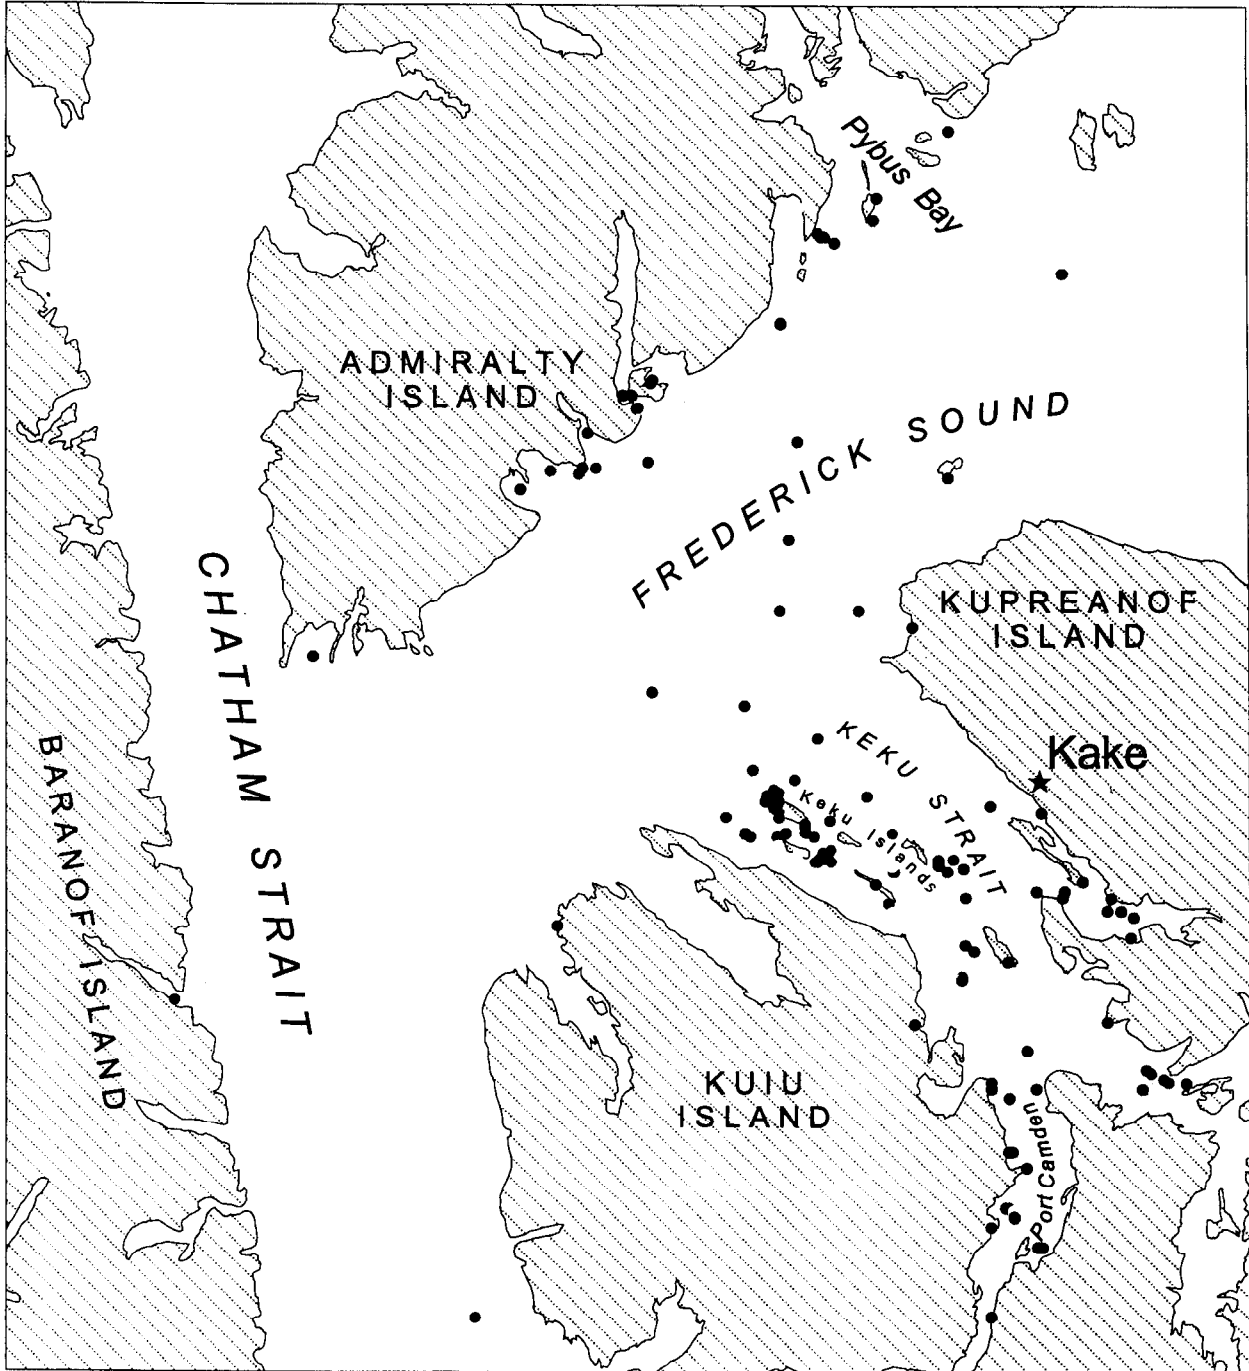 Pybus Bay
ADMIRALTY
ISLAND
FREDERICK SOUND
CHATHAM STRAIT
KUPREANOF
ISLAND
BARANOF ISLAND
KEKU STRAIT
Kake
Keku Islands
KUIU
ISLAND
Port Camden